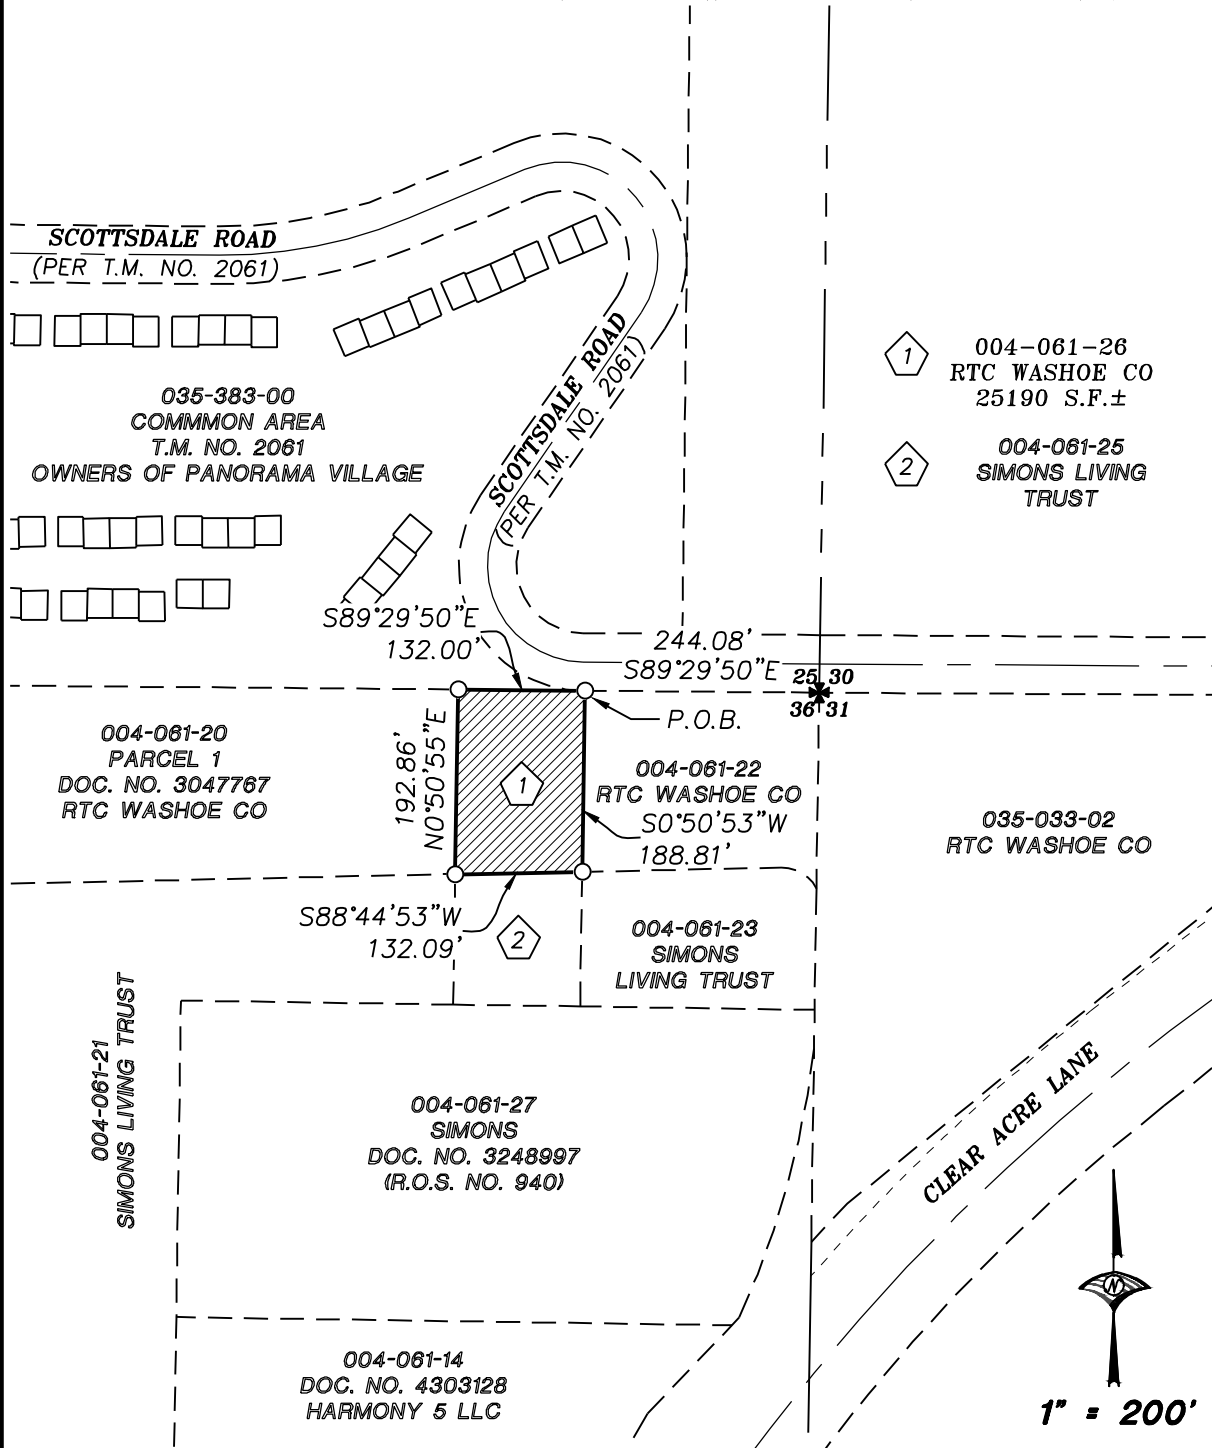 SCOTTSDALE ROAD
(PER T.M. NO. 2061)
SCOTTSDALE ROAD
(PER T.M. NO. 2061)
1
004-061-26
RTC WASHOE CO
25190 S.F.±
2
004-061-25
SIMONS LIVING
TRUST
035-383-00
COMMMON AREA
T.M. NO. 2061
OWNERS OF PANORAMA VILLAGE
S89°29'50"E
132.00'
244.08'
S89°29'50"E
25 30
36 31
P.O.B.
004-061-20
PARCEL 1
DOC. NO. 3047767
RTC WASHOE CO
192.86'
N0°50'55"E
1
004-061-22
RTC WASHOE CO
S0°50'53"W
188.81'
035-033-02
RTC WASHOE CO
S88°44'53"W
132.09'
2
004-061-23
SIMONS
LIVING TRUST
004-061-21
SIMONS LIVING TRUST
CLEAR ACRE LANE
004-061-27
SIMONS
DOC. NO. 3248997
(R.O.S. NO. 940)
N
004-061-14
DOC. NO. 4303128
HARMONY 5 LLC
1" = 200'